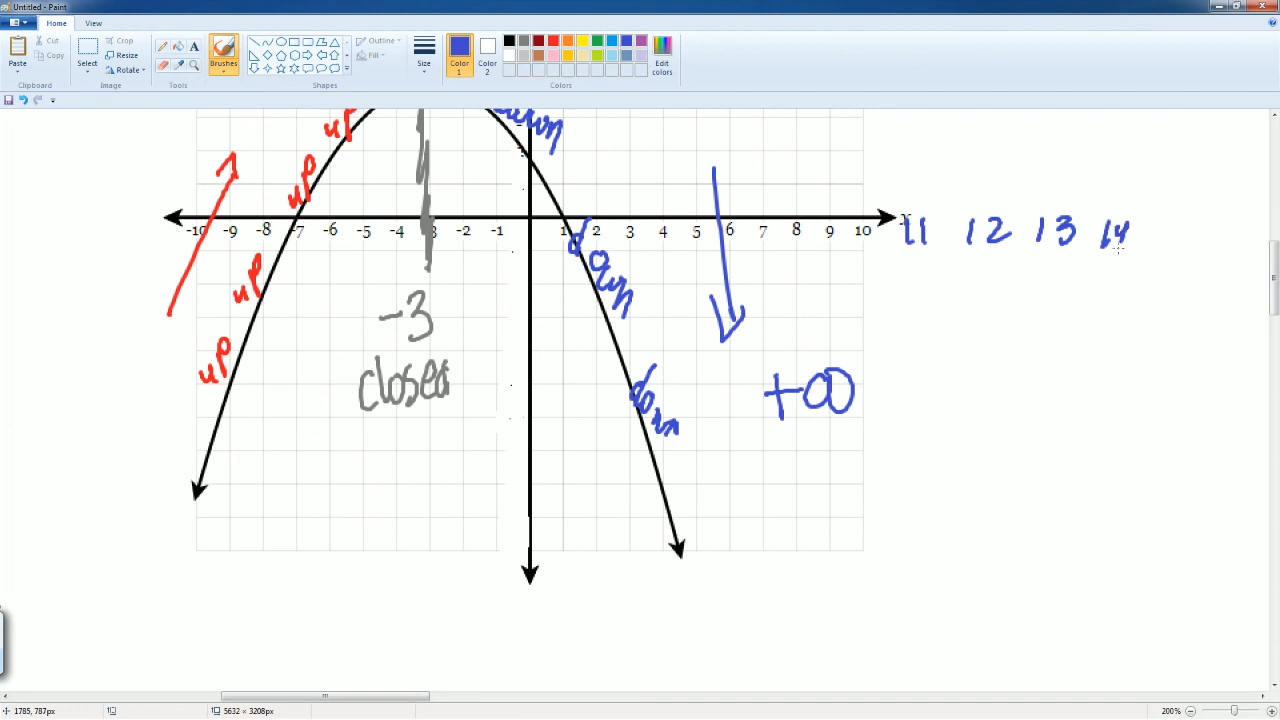 Untitled - Paint
Home View
Paste
Cut
Copy
Clipboard
Select
Crop
Resize
Rotate
Image
A
Tools
Brushes
Shapes
Outline
Fill
Size
Color 1
Color 2
Edit colors
Colors
up
up
up
up
down
-10 -9 -8 -7 -6 -5 -4 -3 -2 -1 1 2 3 4 5 6 7 8 9 10
11 12 13 14
down
-3
closed
+∞
down
1785, 787px
5632 × 3208px
200%